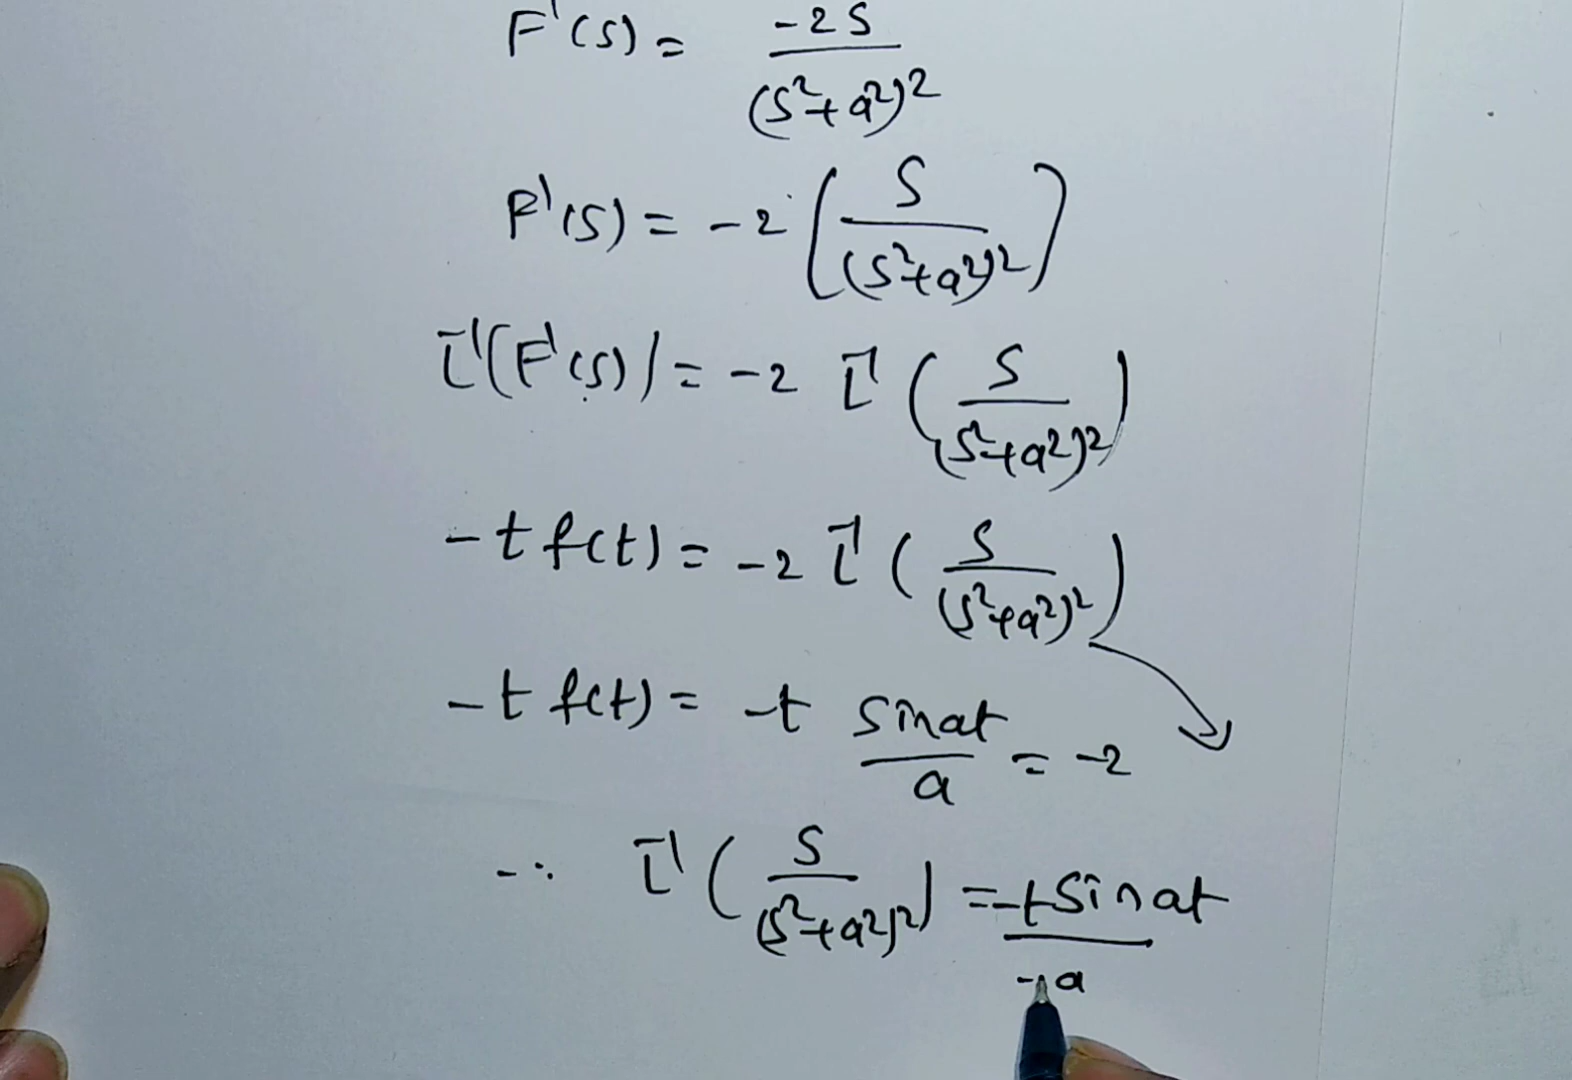 F'(s) = -2s/(s²+a²)²
F'(s) = -2 (s/(s²+a²)²)
L⁻¹(F'(s)) = -2 L⁻¹ (s/(s²+a²)²)
-t f(t) = -2 L⁻¹ (s/(s²+a²)²)
-t f(t) = -t sinat/a = -2
∴ L⁻¹ (s/(s²+a²)²) = -t sinat/